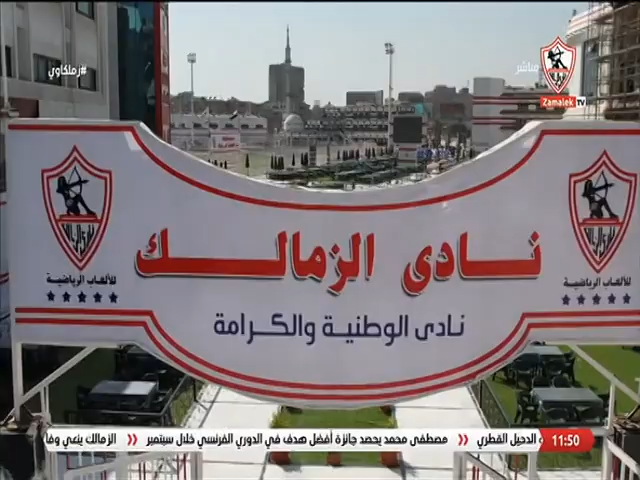 #زملكاوي
مباشر
Zamalek TV
نادى الزمالك
نادى الوطنية والكرامة
للألعاب الرياضية
للألعاب الرياضية
الدحيل القطري » مصطفى محمد يحصد جائزة أفضل هدف في الدوري الفرنسي خلال سبتمبر » الزمالك ينعي وفا
11:50